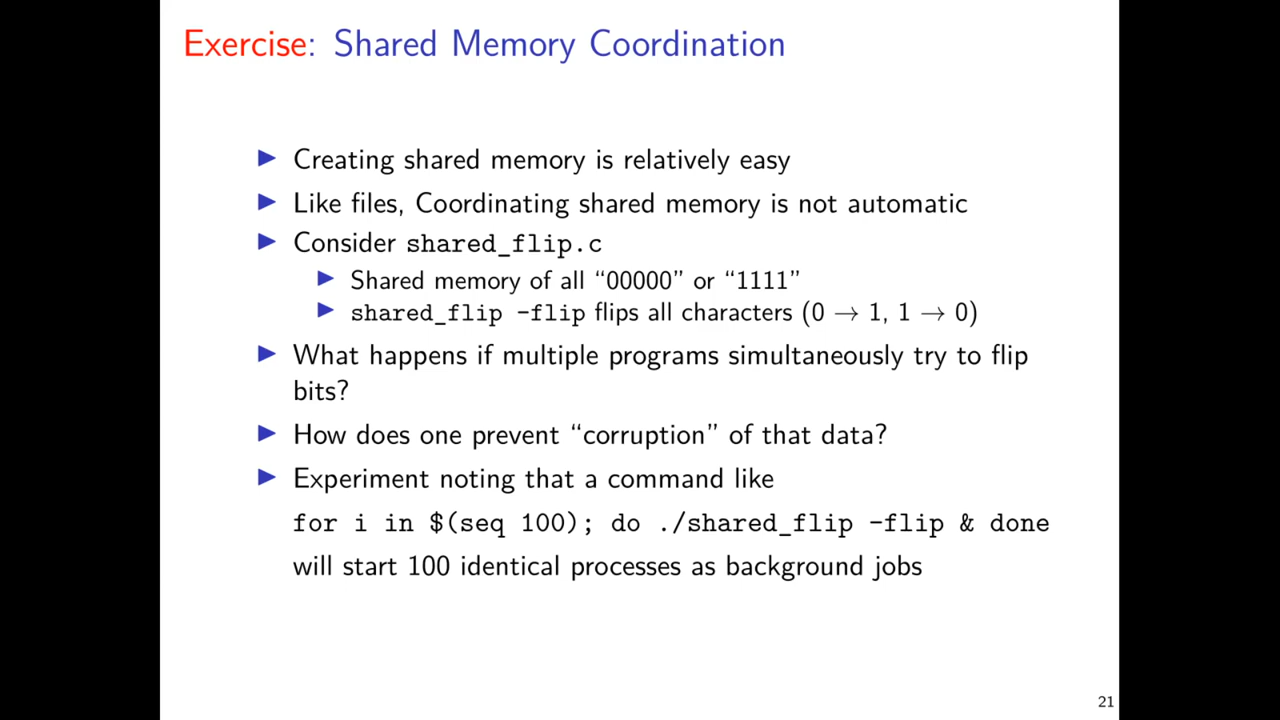 Exercise: Shared Memory Coordination
▶ Creating shared memory is relatively easy
▶ Like files, Coordinating shared memory is not automatic
▶ Consider shared_flip.c
▶ Shared memory of all “00000” or “1111”
▶ shared_flip -flip flips all characters (0 → 1, 1 → 0)
▶ What happens if multiple programs simultaneously try to flip
bits?
▶ How does one prevent “corruption” of that data?
▶ Experiment noting that a command like
for i in $(seq 100); do ./shared_flip -flip & done
will start 100 identical processes as background jobs
21